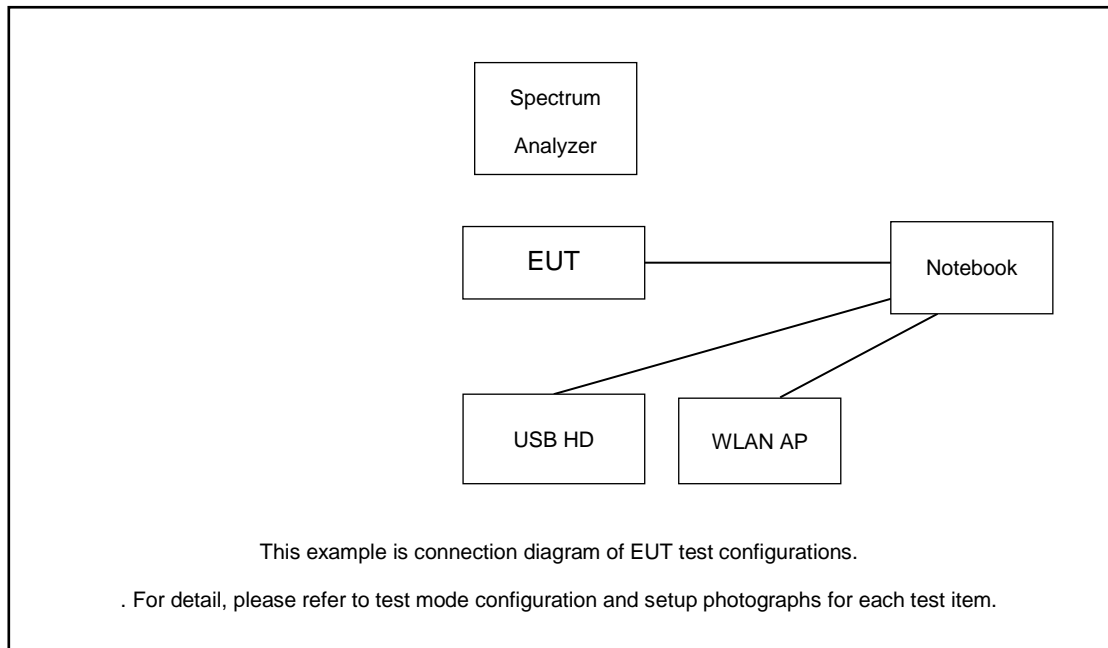 Spectrum
Analyzer
EUT
Notebook
USB HD
WLAN AP
This example is connection diagram of EUT test configurations.
. For detail, please refer to test mode configuration and setup photographs for each test item.